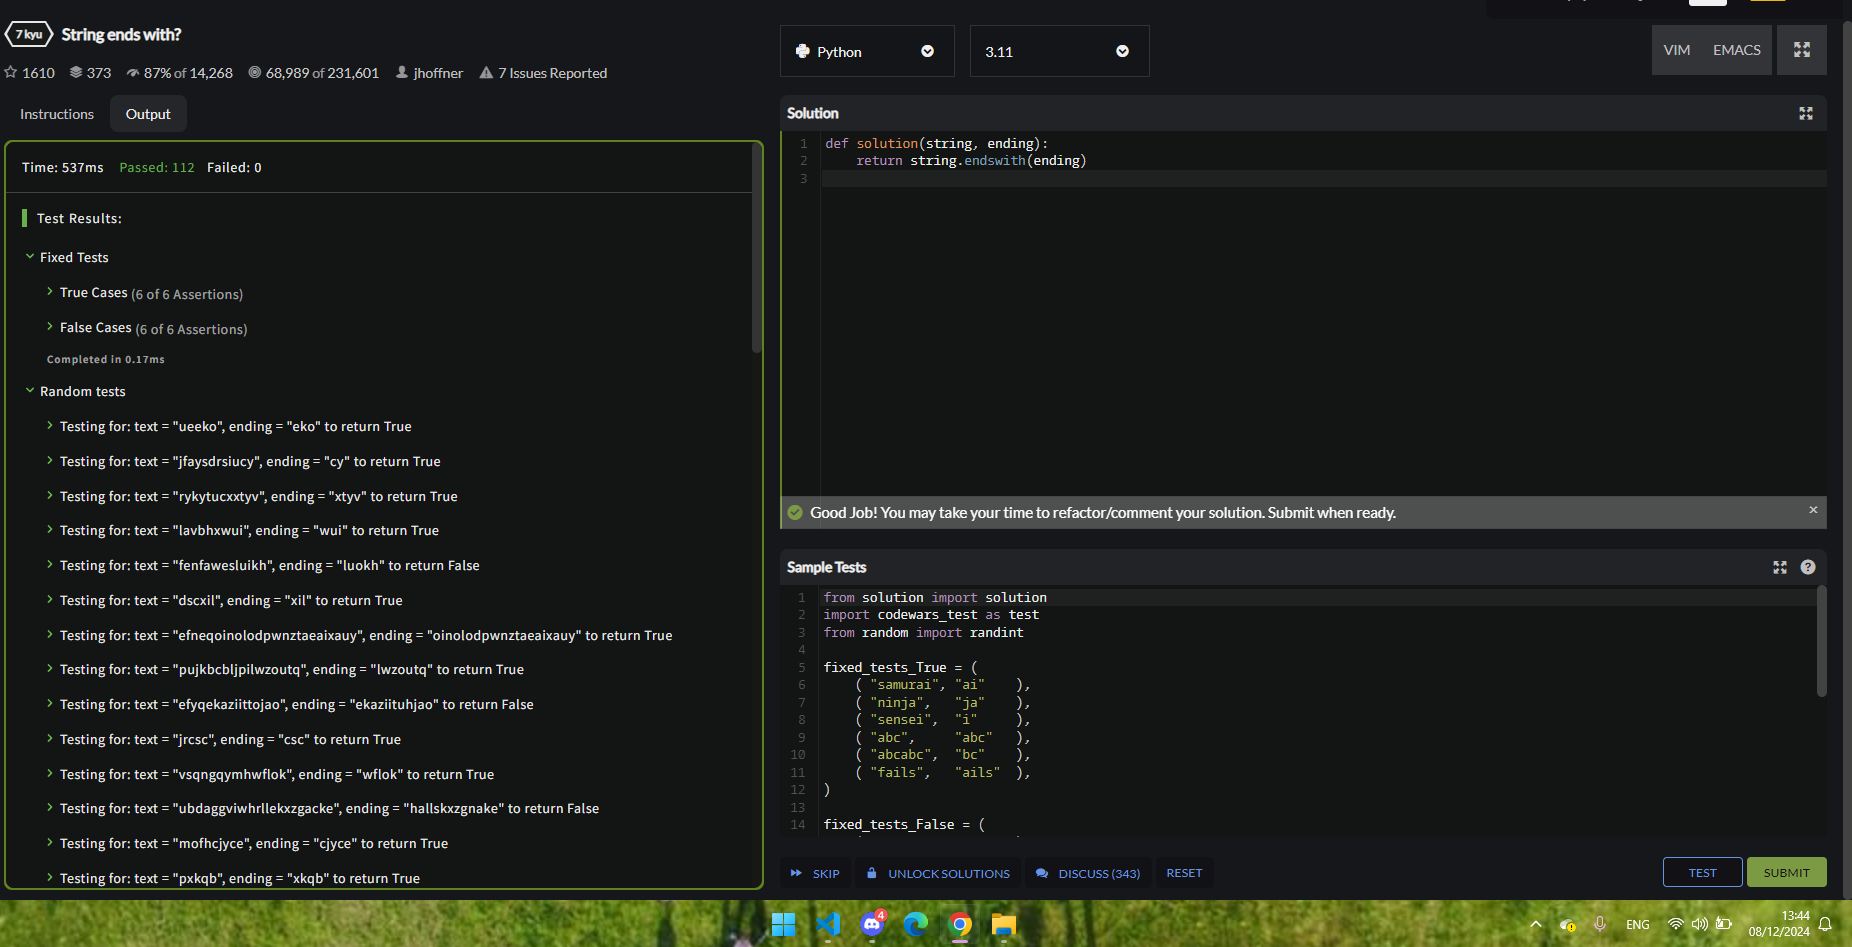 7 kyu String ends with?
1610 373 87% of 14,268 68,989 of 231,601 jhoffner 7 Issues Reported
Instructions Output
Time: 537ms Passed: 112 Failed: 0
Test Results:
Fixed Tests
True Cases (6 of 6 Assertions)
False Cases (6 of 6 Assertions)
Completed in 0.17ms
Random tests
Testing for: text = "ueeko", ending = "eko" to return True
Testing for: text = "jfaysdrsiucy", ending = "cy" to return True
Testing for: text = "rykytucxxtyv", ending = "xtyv" to return True
Testing for: text = "lavbhxwui", ending = "wui" to return True
Testing for: text = "fenfawesluikh", ending = "luokh" to return False
Testing for: text = "dscxil", ending = "xil" to return True
Testing for: text = "efneqoinolodpwnztaeaixauy", ending = "oinolodpwnztaeaixauy" to return True
Testing for: text = "pujkbcbljpilwzoutq", ending = "lwzoutq" to return True
Testing for: text = "efyqekaziittojao", ending = "ekaziituhjao" to return False
Testing for: text = "jrcsc", ending = "csc" to return True
Testing for: text = "vsqngqymhwflok", ending = "wflok" to return True
Testing for: text = "ubdaggviwhrllekxzgacke", ending = "hallskxzgnake" to return False
Testing for: text = "mofhcjyce", ending = "cjyce" to return True
Testing for: text = "pxkqb", ending = "xkqb" to return True
Python 3.11 VIM EMACS
Solution
1 def solution(string, ending):
2 return string.endswith(ending)
3
Good Job! You may take your time to refactor/comment your solution. Submit when ready.
Sample Tests
1 from solution import solution
2 import codewars_test as test
3 from random import randint
4
5 fixed_tests_True = (
6 ( "samurai", "ai" ),
7 ( "ninja", "ja" ),
8 ( "sensei", "i" ),
9 ( "abc", "abc" ),
10 ( "abcabc", "bc" ),
11 ( "fails", "ails" ),
12 )
13
14 fixed_tests_False = (
SKIP UNLOCK SOLUTIONS DISCUSS (343) RESET TEST SUBMIT
4 ENG 13:44
08/12/2024